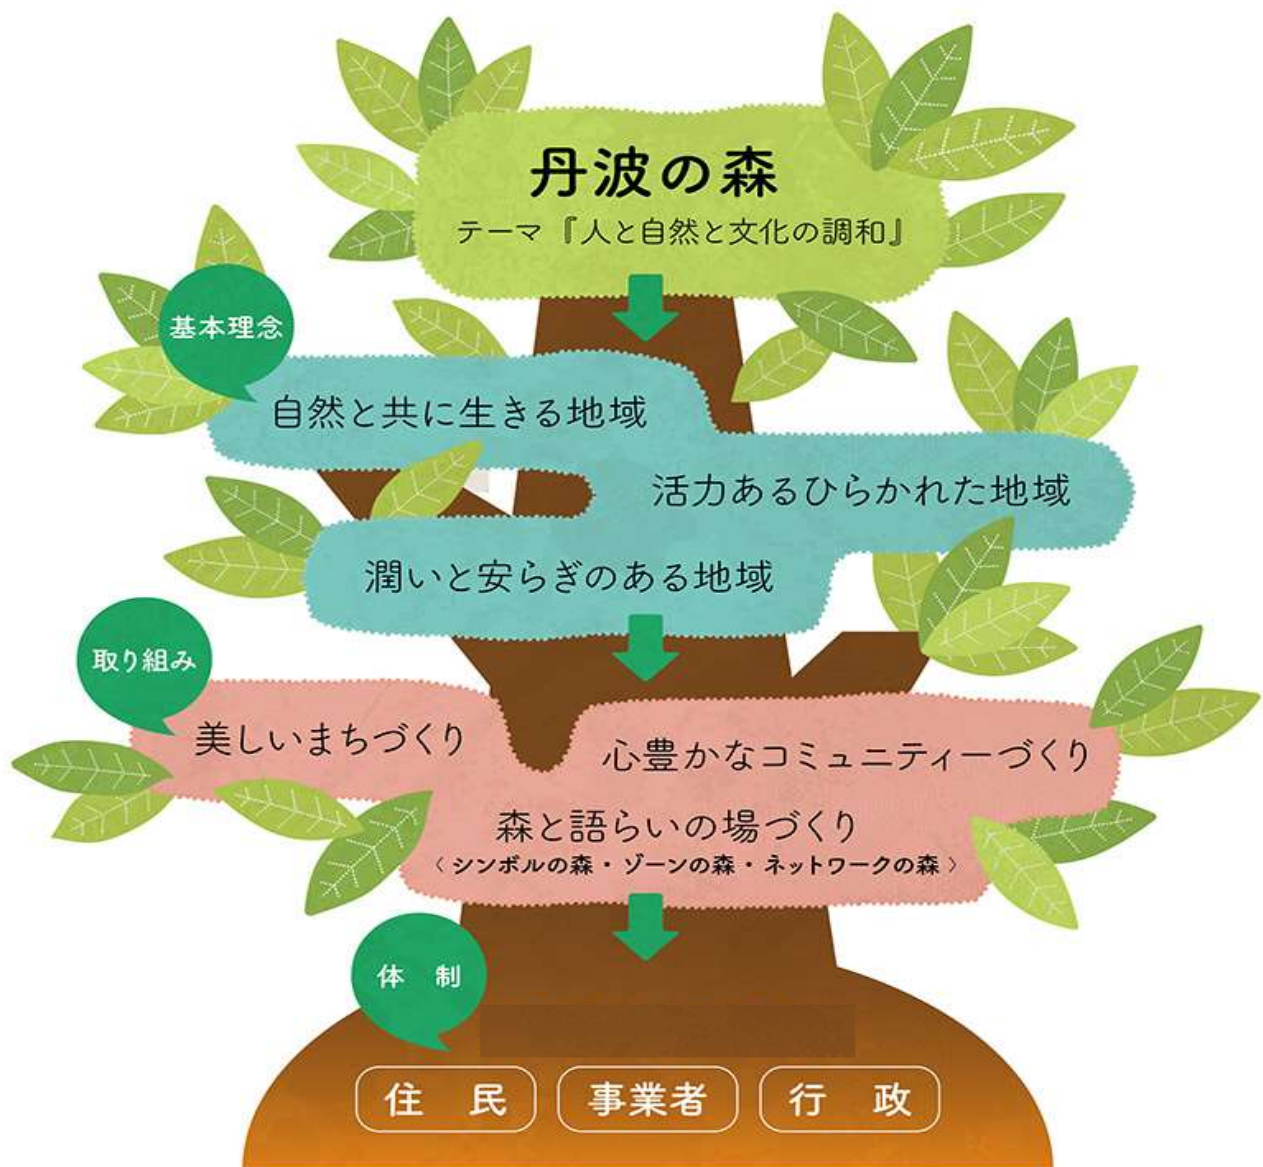 丹波の森
テーマ『人と自然と文化の調和』
基本理念
自然と共に生きる地域
活力あるひらかれた地域
潤いと安らぎのある地域
取り組み
美しいまちづくり
心豊かなコミュニティーづくり
森と語らいの場づくり
〈シンボルの森・ゾーンの森・ネットワークの森〉
体　制
住　民
事業者
行　政